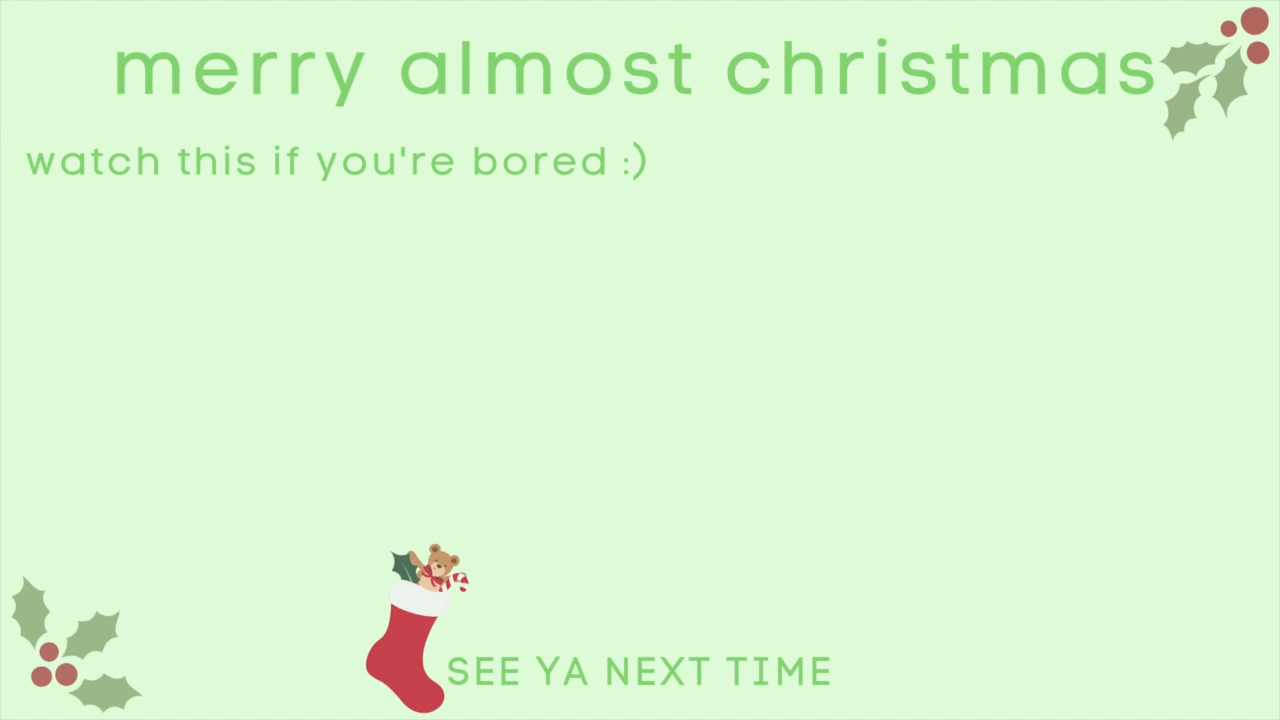 merry almost christmas
watch this if you're bored :)
SEE YA NEXT TIME